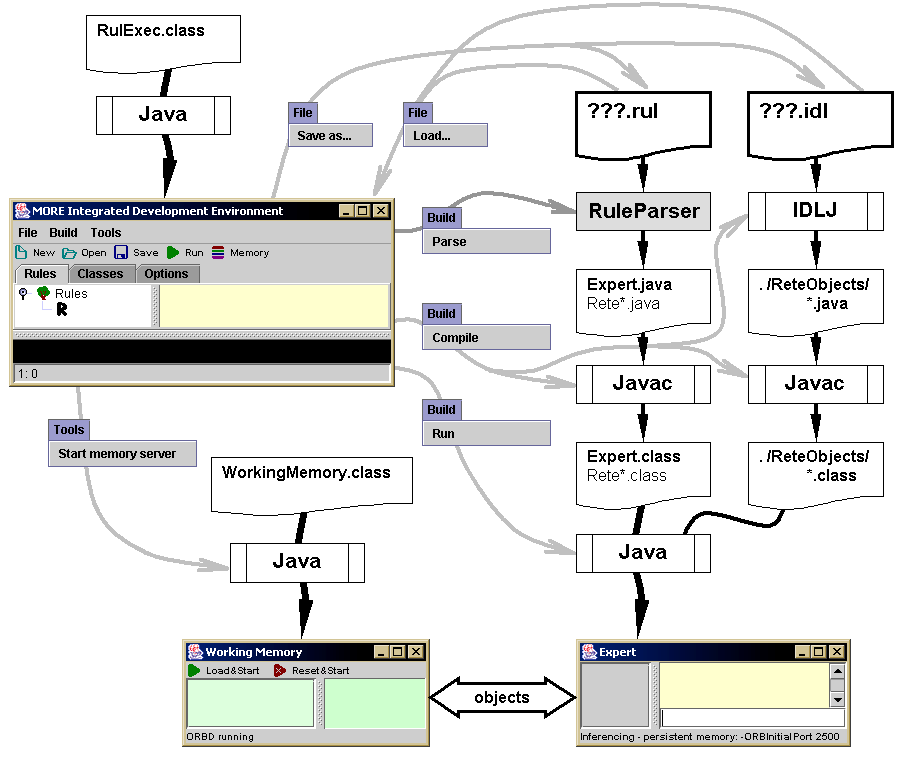 RulExec.class
Java
File
Save as...
File
Load...
???.rul
???.idl
MORE Integrated Development Environment
File Build Tools
New Open Save Run Memory
Rules Classes Options
Rules
R
1: 0
Build
Parse
RuleParser
IDLJ
Expert.java
Rete*.java
. /ReteObjects/
*.java
Build
Compile
Javac
Javac
Build
Run
Tools
Start memory server
WorkingMemory.class
Expert.class
Rete*.class
. /ReteObjects/
*.class
Java
Java
Working Memory
Load&Start Reset&Start
ORBD running
objects
Expert
Inferencing - persistent memory: -ORBInitialPort 2500